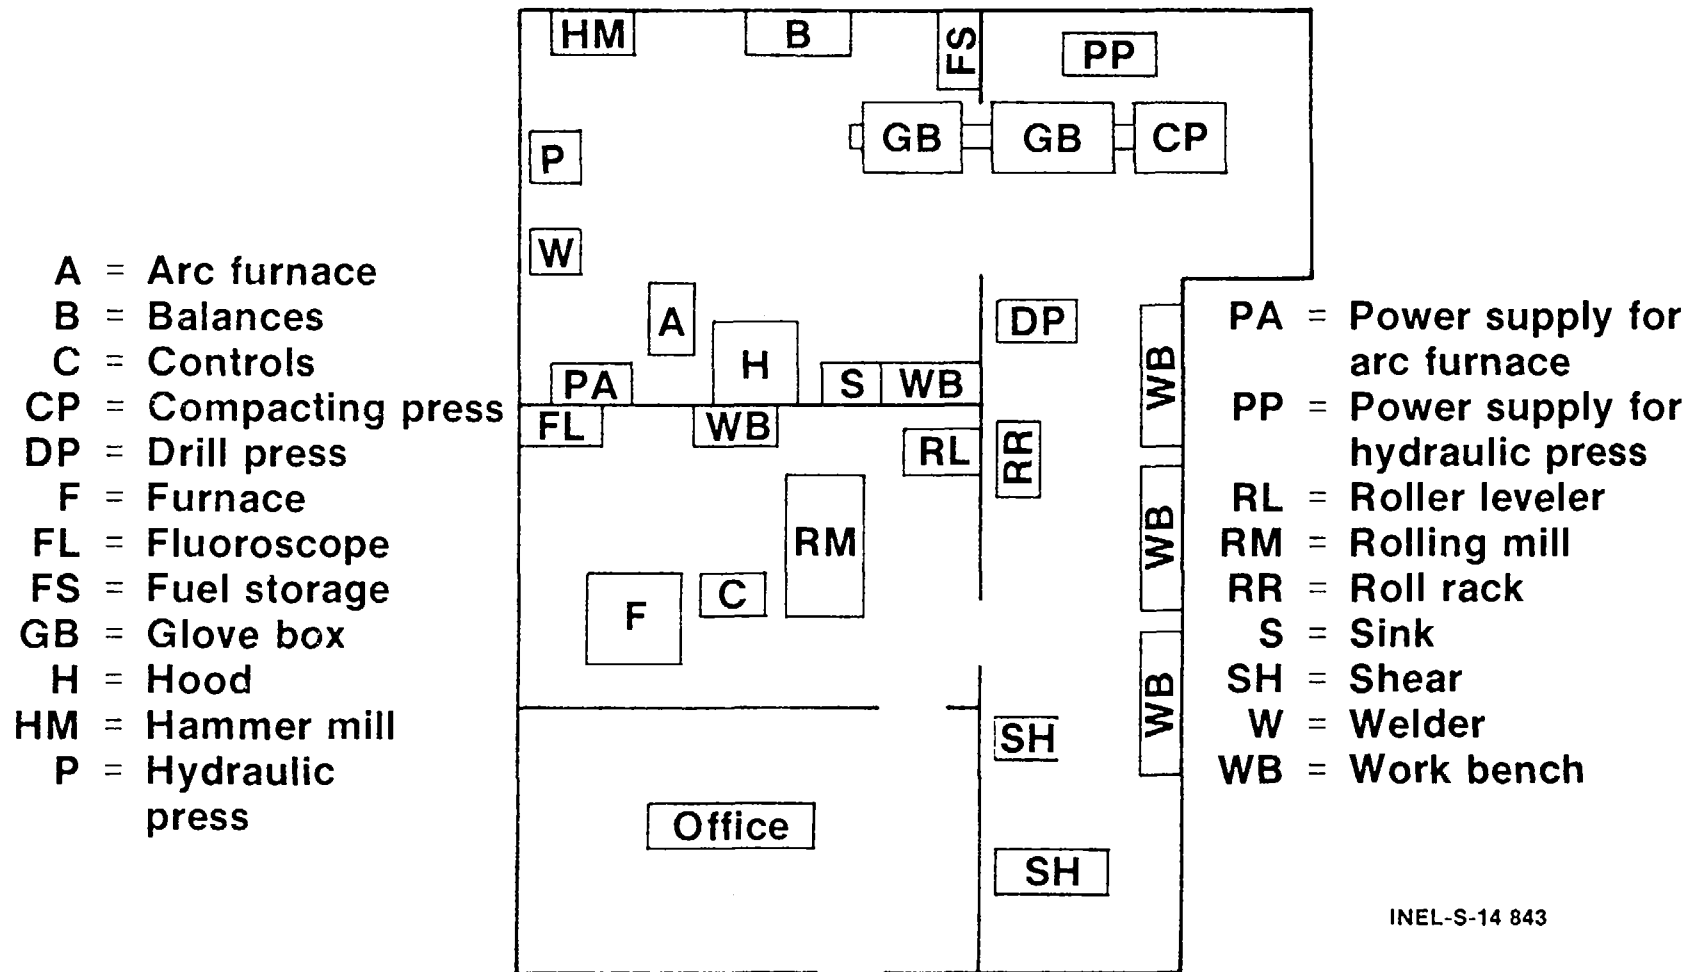 HM
B
FS
PP
GB
GB
CP
P
W
A
H
PA
S
WB
DP
WB
FL
WB
RL
RR
RM
WB
F
C
WB
SH
Office
SH
A = Arc furnace
B = Balances
C = Controls
CP = Compacting press
DP = Drill press
F = Furnace
FL = Fluoroscope
FS = Fuel storage
GB = Glove box
H = Hood
HM = Hammer mill
P = Hydraulic
press
PA = Power supply for
arc furnace
PP = Power supply for
hydraulic press
RL = Roller leveler
RM = Rolling mill
RR = Roll rack
S = Sink
SH = Shear
W = Welder
WB = Work bench
INEL-S-14 843